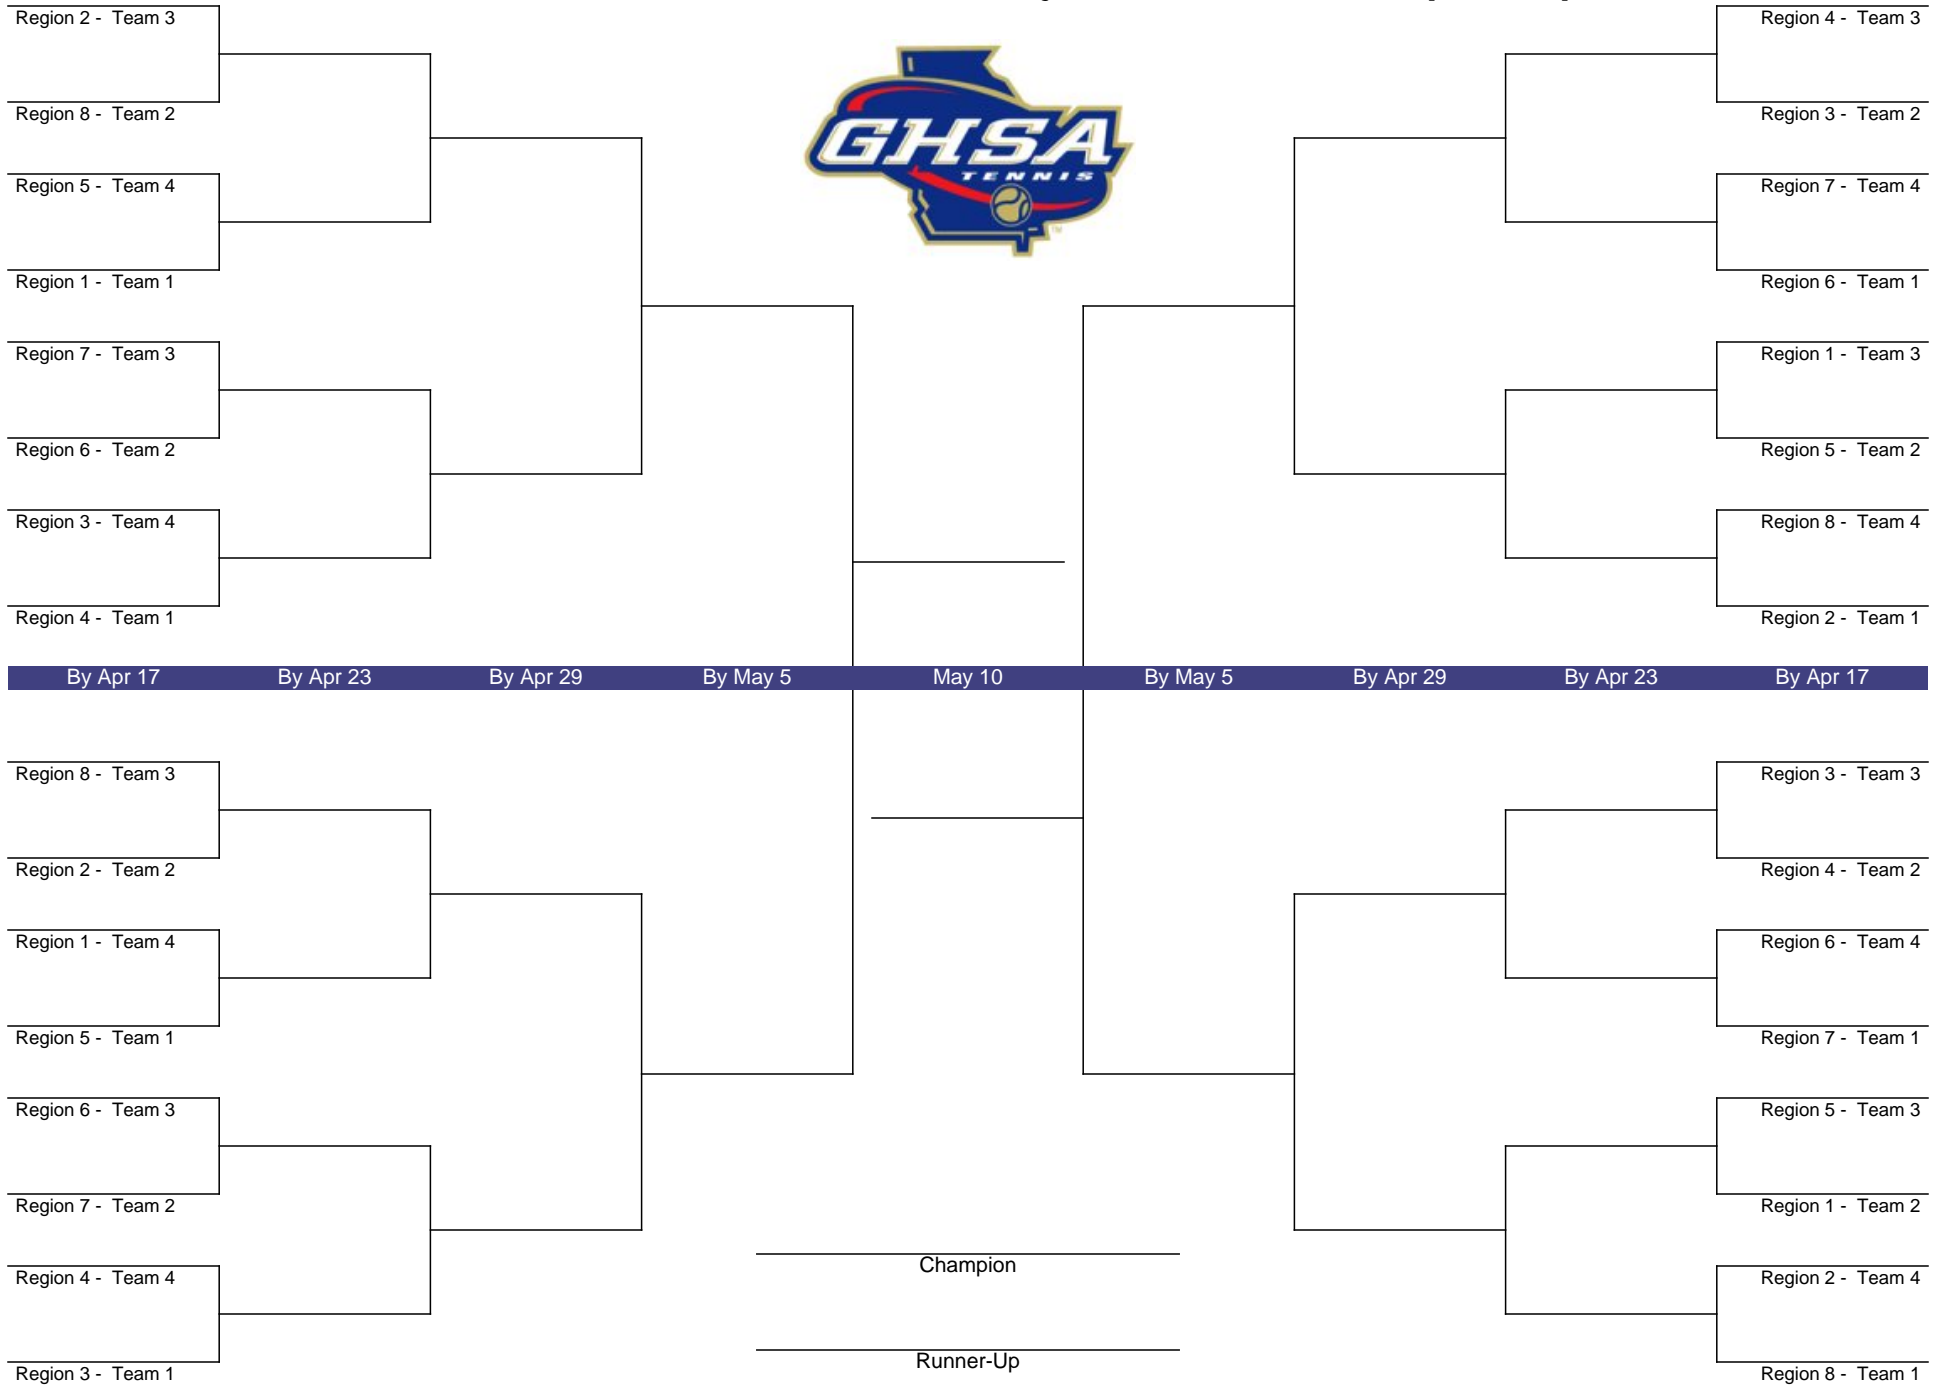 Region 2 - Team 3
Region 8 - Team 2
Region 5 - Team 4
Region 1 - Team 1
Region 7 - Team 3
Region 6 - Team 2
Region 3 - Team 4
Region 4 - Team 1
GHSA
TENNIS
TM
Region 4 - Team 3
Region 3 - Team 2
Region 7 - Team 4
Region 6 - Team 1
Region 1 - Team 3
Region 5 - Team 2
Region 8 - Team 4
Region 2 - Team 1
By Apr 17 By Apr 23 By Apr 29 By May 5 May 10 By May 5 By Apr 29 By Apr 23 By Apr 17
Region 8 - Team 3
Region 2 - Team 2
Region 1 - Team 4
Region 5 - Team 1
Region 6 - Team 3
Region 7 - Team 2
Region 4 - Team 4
Region 3 - Team 1
Champion
Runner-Up
Region 3 - Team 3
Region 4 - Team 2
Region 6 - Team 4
Region 7 - Team 1
Region 5 - Team 3
Region 1 - Team 2
Region 2 - Team 4
Region 8 - Team 1